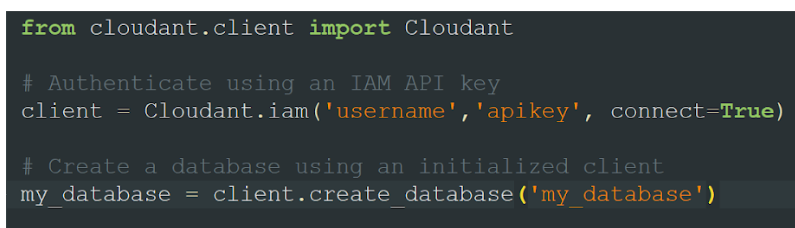 from cloudant.client import Cloudant
# Authenticate using an IAM API key
client = Cloudant.iam('username','apikey', connect=True)
# Create a database using an initialized client
my_database = client.create_database('my_database')